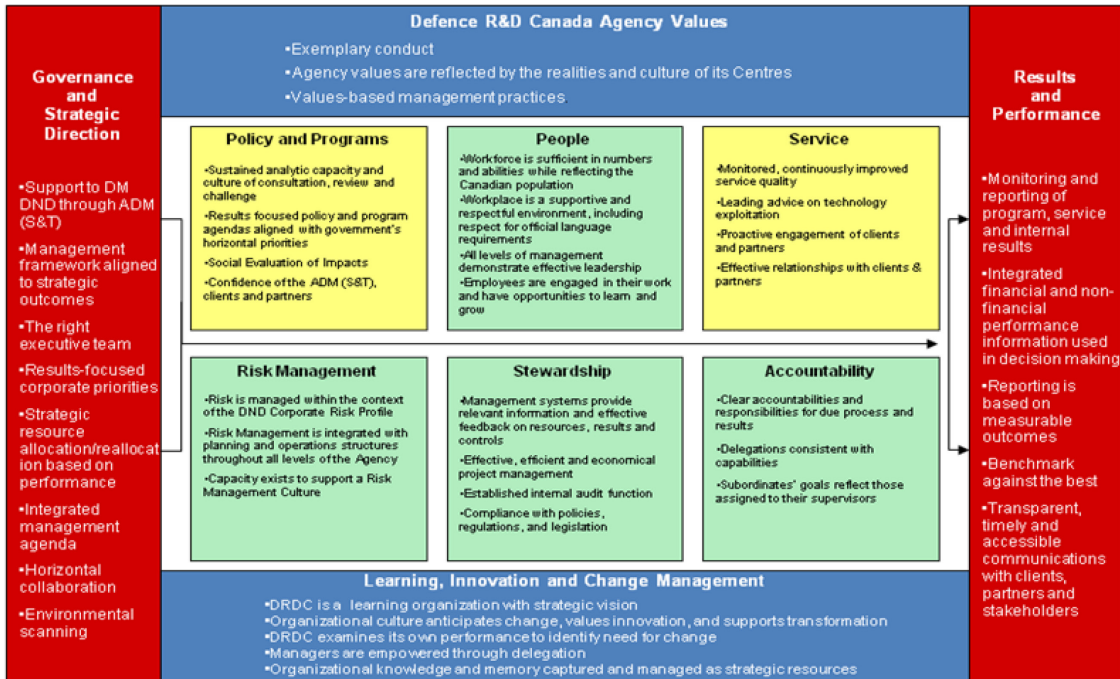 Defence R&D Canada Agency Values
•Exemplary conduct
•Agency values are reflected by the realities and culture of its Centres
•Values-based management practices.
Governance
and
Strategic
Direction
•Support to DM
DND through ADM
(S&T)
•Management
framework aligned
to strategic
outcomes
•The right
executive team
•Results-focused
corporate priorities
•Strategic
resource
allocation/reallocat
ion based on
performance
•Integrated
management
agenda
•Horizontal
collaboration
•Environmental
scanning
Policy and Programs
•Sustained analytic capacity and
culture of consultation, review and
challenge
•Results focused policy and program
agendas aligned with government's
horizontal priorities
•Social Evaluation of Impacts
•Confidence of the ADM (S&T),
clients and partners
People
•Workforce is sufficient in numbers
and abilities while reflecting the
Canadian population
•Workplace is a supportive and
respectful environment, including
respect for official language
requirements
•All levels of management
demonstrate effective leadership
•Employees are engaged in their work
and have opportunities to learn and
grow
Service
•Monitored, continuously improved
service quality
•Leading advice on technology
exploitation
•Proactive engagement of clients
and partners
•Effective relationships with clients &
partners
Risk Management
•Risk is managed within the context
of the DND Corporate Risk Profile
•Risk Management is integrated with
planning and operations structures
throughout all levels of the Agency
•Capacity exists to support a Risk
Management Culture
Stewardship
•Management systems provide
relevant information and effective
feedback on resources, results and
controls
•Effective, efficient and economical
project management
•Established internal audit function
•Compliance with policies,
regulations, and legislation
Accountability
•Clear accountabilities and
responsibilities for due process and
results
•Delegations consistent with
capabilities
•Subordinates' goals reflect those
assigned to their supervisors
Results
and
Performance
•Monitoring and
reporting of
program, service
and internal
results
•Integrated
financial and non-
financial
performance
information used
in decision making
•Reporting is
based on
measurable
outcomes
•Benchmark
against the best
•Transparent,
timely and
accessible
communications
with clients,
partners and
stakeholders
Learning, Innovation and Change Management
•DRDC is a learning organization with strategic vision
•Organizational culture anticipates change, values innovation, and supports transformation
•DRDC examines its own performance to identify need for change
•Managers are empowered through delegation
•Organizational knowledge and memory captured and managed as strategic resources